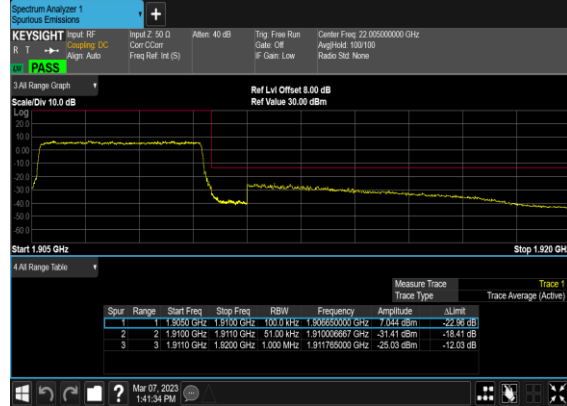 Spectrum Analyzer 1
Spurious Emissions
+
KEYSIGHT Input: RF Input Z: 50 Ω Atten: 40 dB Trig: Free Run Center Freq: 22.005000000 GHz
R T Coupling: DC Corr CCorr Gate: Off Avg|Hold: 100/100
Align: Auto Freq Ref: Int (S) IF Gain: Low Radio Std: None
PASS
3 All Range Graph
Ref Lvl Offset 8.00 dB
Scale/Div 10.0 dB Ref Value 30.00 dBm
Log
20.0
10.0
0.00
-10.0
-20.0
-30.0
-40.0
-50.0
-60.0
Start 1.905 GHz Stop 1.920 GH
4 All Range Table
Measure Trace Trace 1
Trace Type Trace Average (Active)
Spur Range Start Freq Stop Freq RBW Frequency Amplitude ΔLimit
1 1 1.9050 GHz 1.9100 GHz 100.0 kHz 1.906650000 GHz 7.044 dBm -22.96 dB
2 2 1.9100 GHz 1.9110 GHz 51.00 kHz 1.910006667 GHz -31.41 dBm -18.41 dB
3 3 1.9110 GHz 1.9200 GHz 1.000 MHz 1.911765000 GHz -25.03 dBm -12.03 dB
?
Mar 07, 2023
1:41:34 PM